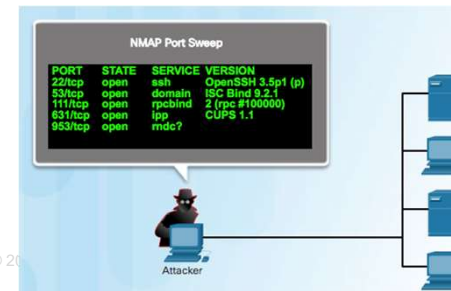 NMAP Port Sweep
PORT STATE SERVICE VERSION
22/tcp open ssh OpenSSH 3.5p1 (p)
53/tcp open domain ISC Bind 9.2.1
111/tcp open rpcbind 2 (rpc #100000)
631/tcp open ipp CUPS 1.1
953/tcp open rndc?
Attacker
20